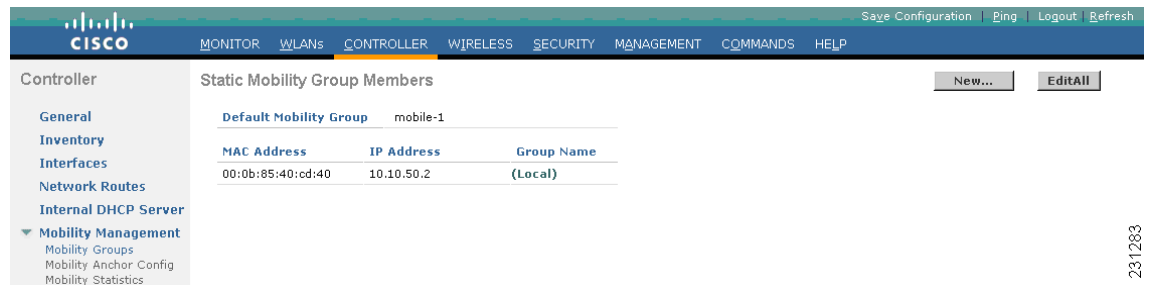 Save Configuration | Ping | Logout | Refresh
CISCO
MONITOR WLANs CONTROLLER WIRELESS SECURITY MANAGEMENT COMMANDS HELP
Controller
General
Inventory
Interfaces
Network Routes
Internal DHCP Server
Mobility Management
Mobility Groups
Mobility Anchor Config
Mobility Statistics
Static Mobility Group Members
New...
EditAll
Default Mobility Group mobile-1
MAC Address IP Address Group Name
00:0b:85:40:cd:40 10.10.50.2 (Local)
231283